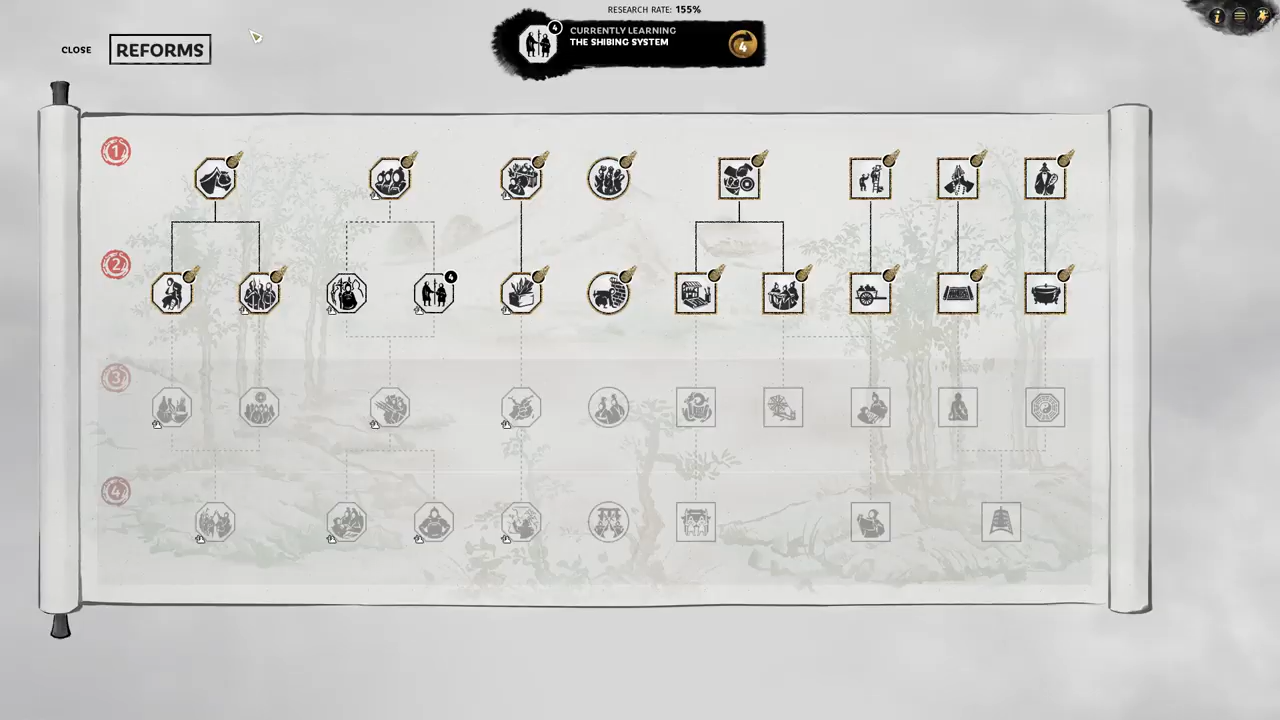 RESEARCH RATE: 155%
4
CURRENTLY LEARNING
THE SHIBING SYSTEM
4
CLOSE
REFORMS
1
2
4
3
4